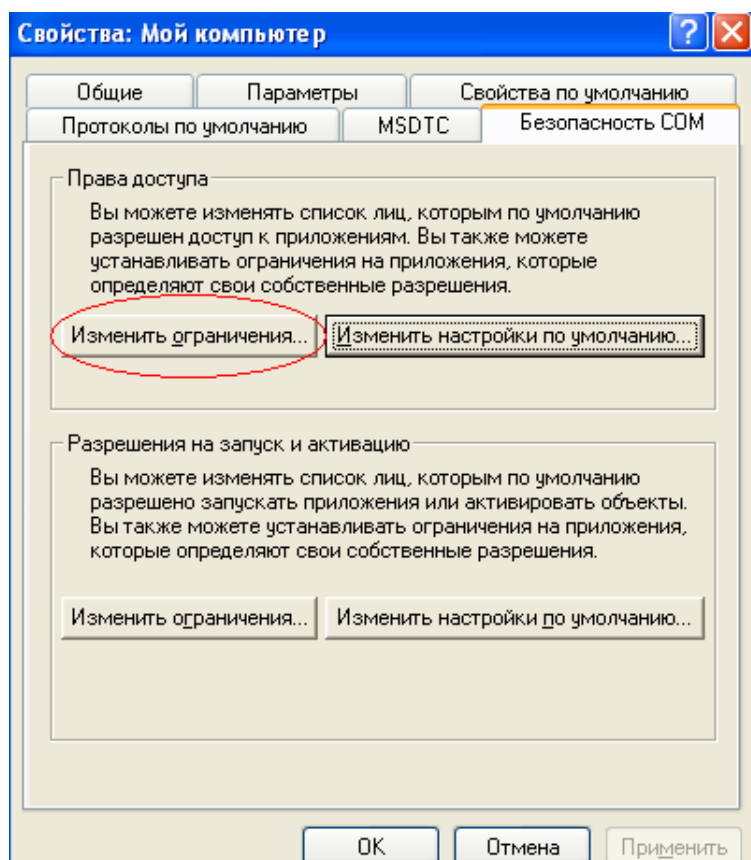 Свойства: Мой компьютер
Общие Параметры Свойства по умолчанию
Протоколы по умолчанию MSDTC Безопасность COM
Права доступа
Вы можете изменять список лиц, которым по умолчанию
разрешен доступ к приложениям. Вы также можете
устанавливать ограничения на приложения, которые
определяют свои собственные разрешения.
Изменить ограничения... Изменить настройки по умолчанию...
Разрешения на запуск и активацию
Вы можете изменять список лиц, которым по умолчанию
разрешено запускать приложения или активировать объекты.
Вы также можете устанавливать ограничения на приложения,
которые определяют свои собственные разрешения.
Изменить ограничения... Изменить настройки по умолчанию...
OK Отмена Применить